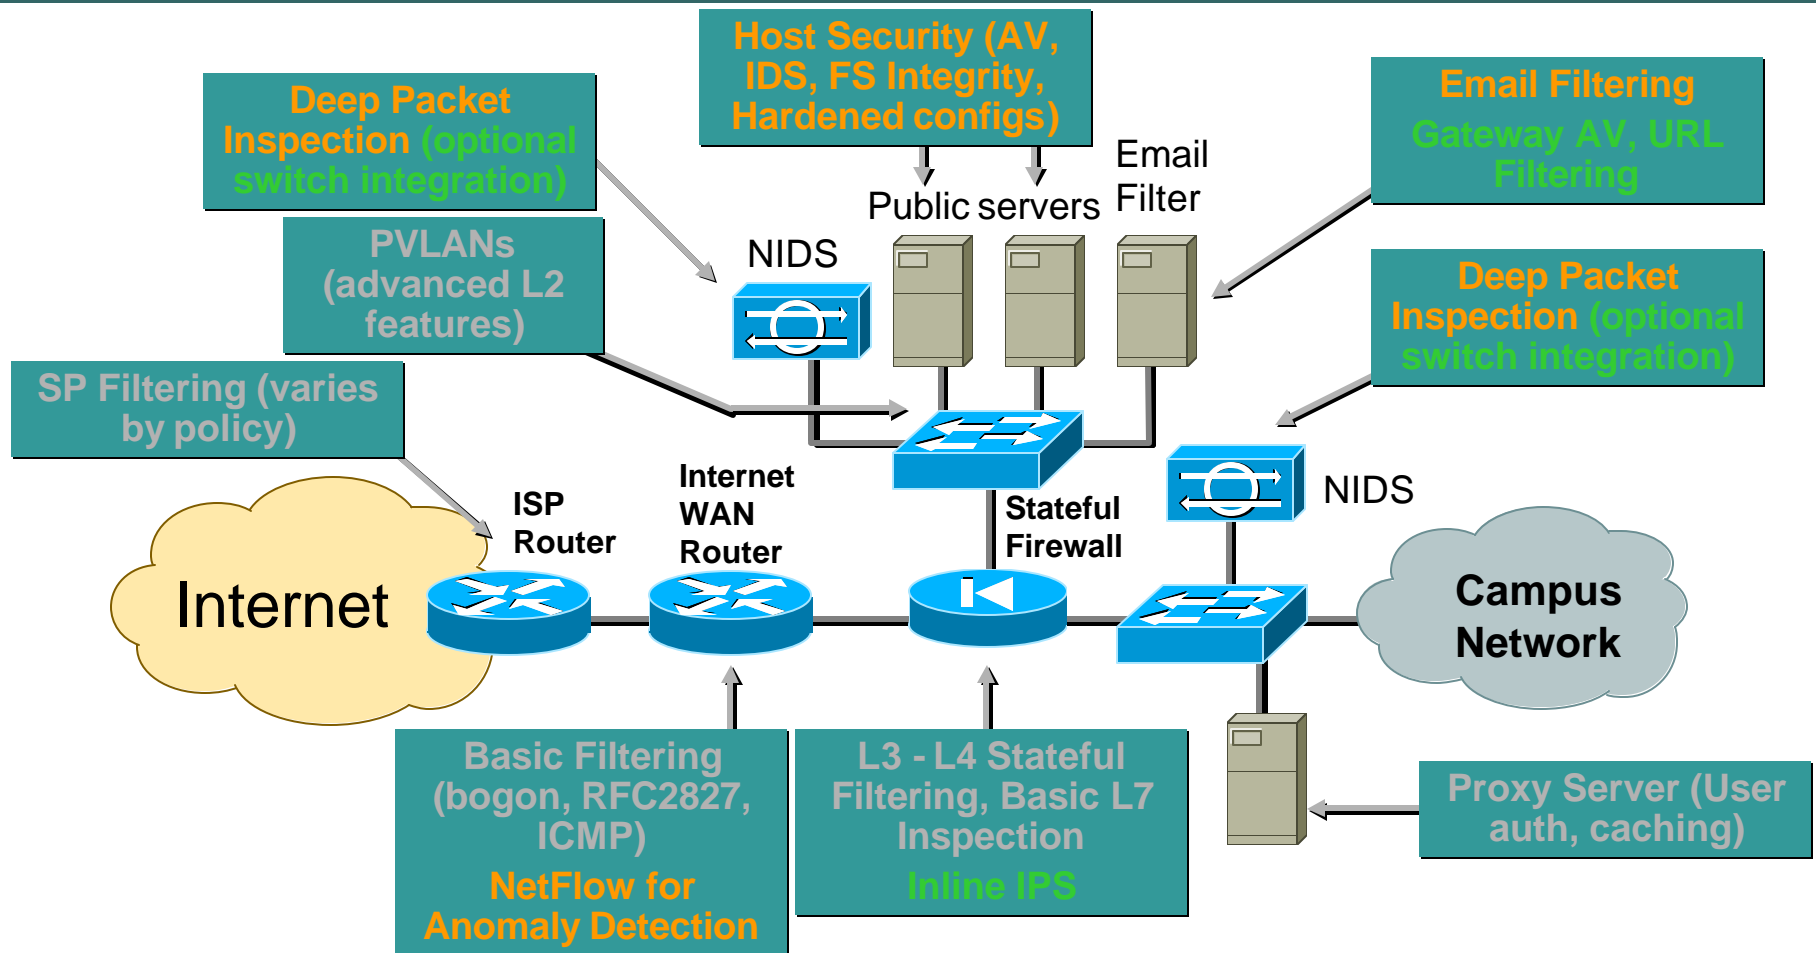 Host Security (AV,
IDS, FS Integrity,
Hardened configs)
Deep Packet
Inspection (optional
switch integration)
Email Filtering
Gateway AV, URL
Filtering
Email
Filter
Public servers
PVLANs
(advanced L2
features)
NIDS
Deep Packet
Inspection (optional
switch integration)
SP Filtering (varies
by policy)
ISP
Router
Internet
WAN
Router
Stateful
Firewall
NIDS
Internet
Campus
Network
Basic Filtering
(bogon, RFC2827,
ICMP)
NetFlow for
Anomaly Detection
L3 - L4 Stateful
Filtering, Basic L7
Inspection
Inline IPS
Proxy Server (User
auth, caching)